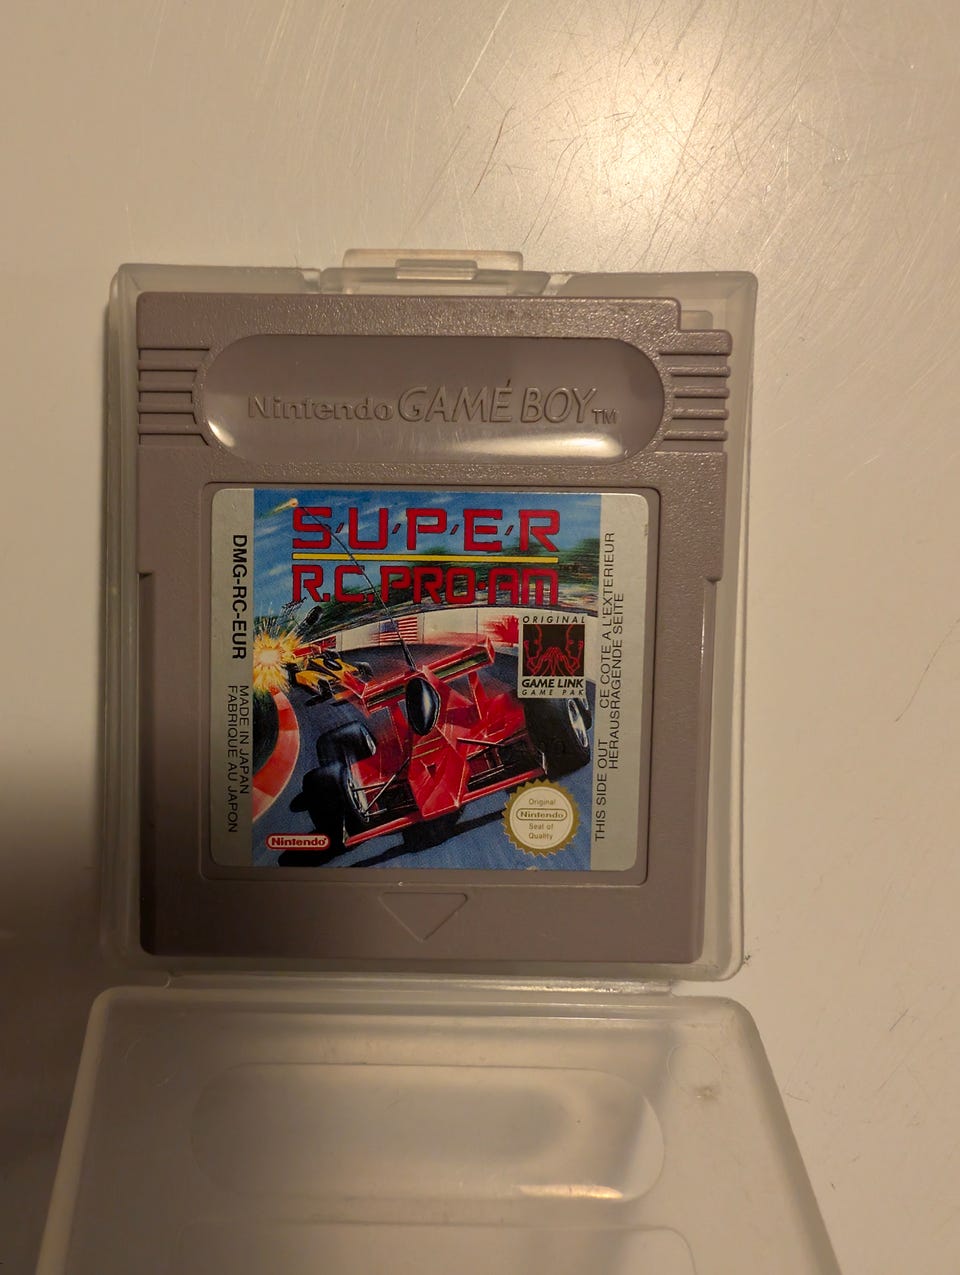 Nintendo GAME BOY TM
SUPER
R.C. PRO-AM
DMG-RC-EUR
MADE IN JAPAN
FABRIQUE AU JAPON
ORIGINAL
GAME LINK
GAME PAK
Original
Nintendo
Seal of
Quality
Nintendo®
THIS SIDE OUT CE COTE A L'EXTERIEUR
HERAUSRAGENDE SEITE